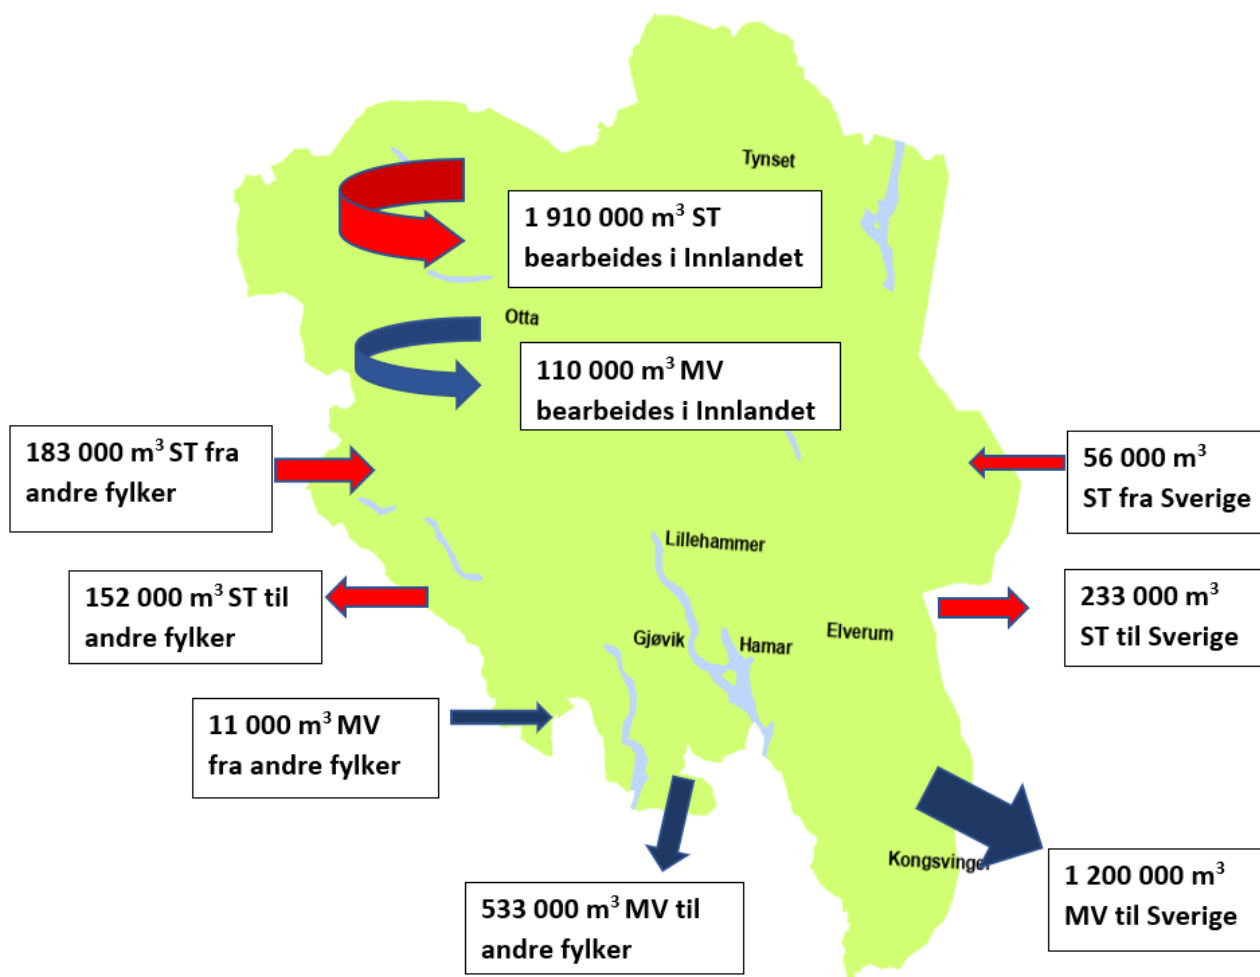 Tynset
1 910 000 m³ ST
bearbeides i Innlandet
Otta
110 000 m³ MV
bearbeides i Innlandet
183 000 m³ ST fra
andre fylker
56 000 m³
ST fra Sverige
Lillehammer
152 000 m³ ST til
andre fylker
233 000 m³
ST til Sverige
Gjøvik
Hamar
Elverum
11 000 m³ MV
fra andre fylker
Kongsvinger
1 200 000 m³
MV til Sverige
533 000 m³ MV til
andre fylker